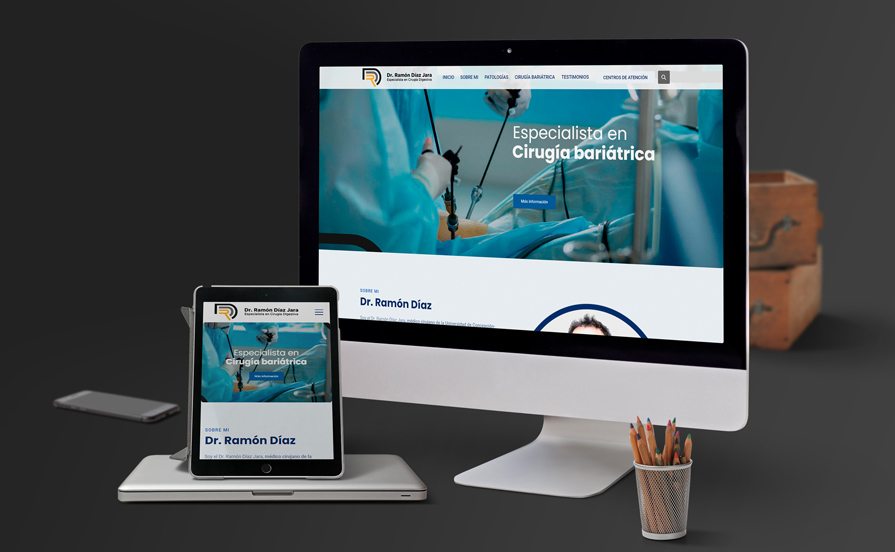 Dr. Ramón Díaz Jara
Especialista en Cirugía Digestiva
INICIO SOBRE MI PATOLOGÍAS CIRUGÍA BARIÁTRICA TESTIMONIOS CENTROS DE ATENCIÓN
Especialista en
Cirugía bariátrica
Más información
SOBRE MI
Dr. Ramón Díaz
Soy el Dr. Ramón Díaz Jara, médico cirujano de la Universidad de Concepción,
Dr. Ramón Díaz Jara
Especialista en Cirugía Digestiva
Especialista en
Cirugía bariátrica
Más información
SOBRE MI
Dr. Ramón Díaz
Soy el Dr. Ramón Díaz Jara, médico cirujano de la